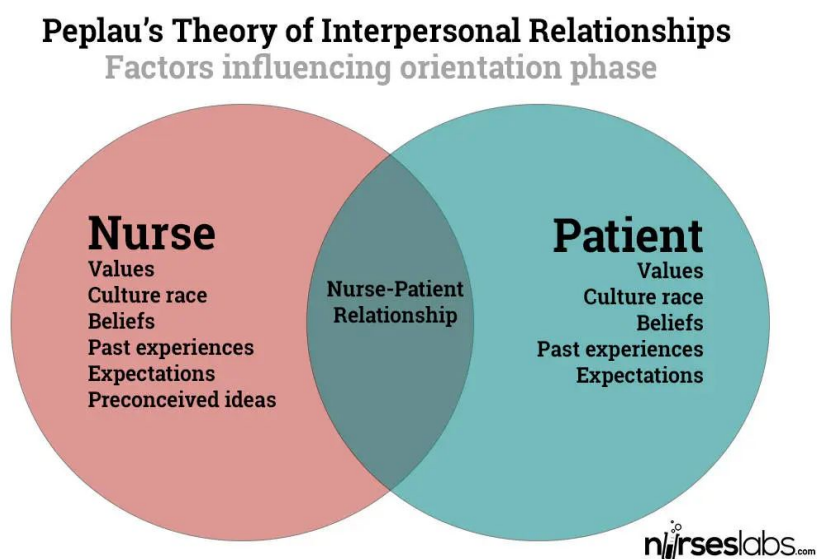 Peplau's Theory of Interpersonal Relationships
Factors influencing orientation phase
Nurse
Values
Culture race
Beliefs
Past experiences
Expectations
Preconceived ideas
Nurse-Patient
Relationship
Patient
Values
Culture race
Beliefs
Past experiences
Expectations
nurseslabs.com